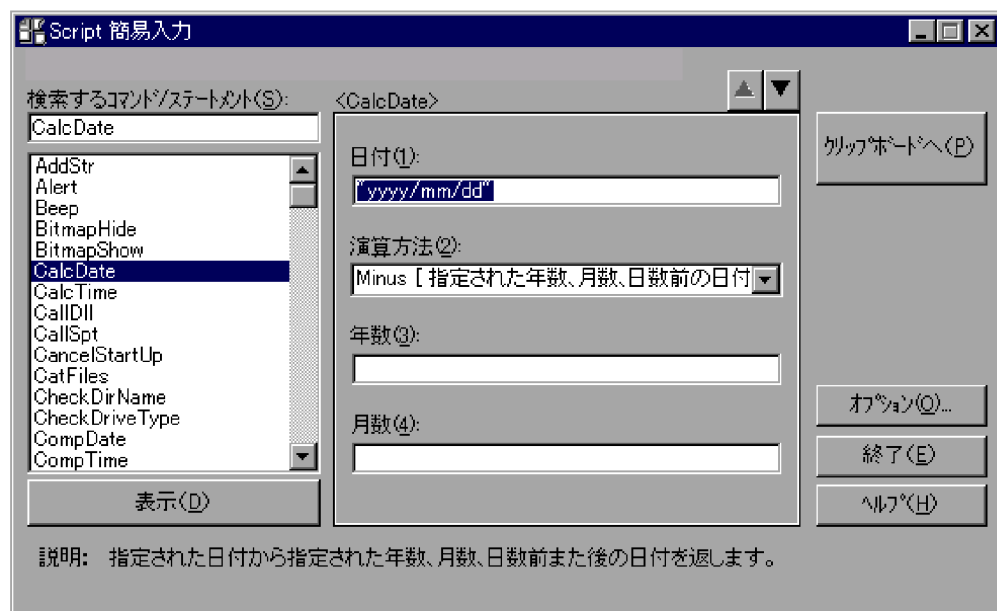 Script 簡易入力
検索するｺﾏﾝﾄﾞ/ｽﾃｰﾄﾒﾝﾄ(S):
CalcDate
AddStr
Alert
Beep
BitmapHide
BitmapShow
CalcDate
CalcTime
CallDll
CallSpt
CancelStartUp
CatFiles
CheckDirName
CheckDriveType
CompDate
CompTime
表示(D)
<CalcDate>
日付(1):
"yyyy/mm/dd"
演算方法(2):
Minus [ 指定された年数、月数、日数前の日付
年数(3):
月数(4):
ｸﾘｯﾌﾟﾎﾞｰﾄﾞへ(P)
ｵﾌﾟｼｮﾝ(O)...
終了(E)
ﾍﾙﾌﾟ(H)
説明: 指定された日付から指定された年数、月数、日数前また後の日付を返します。